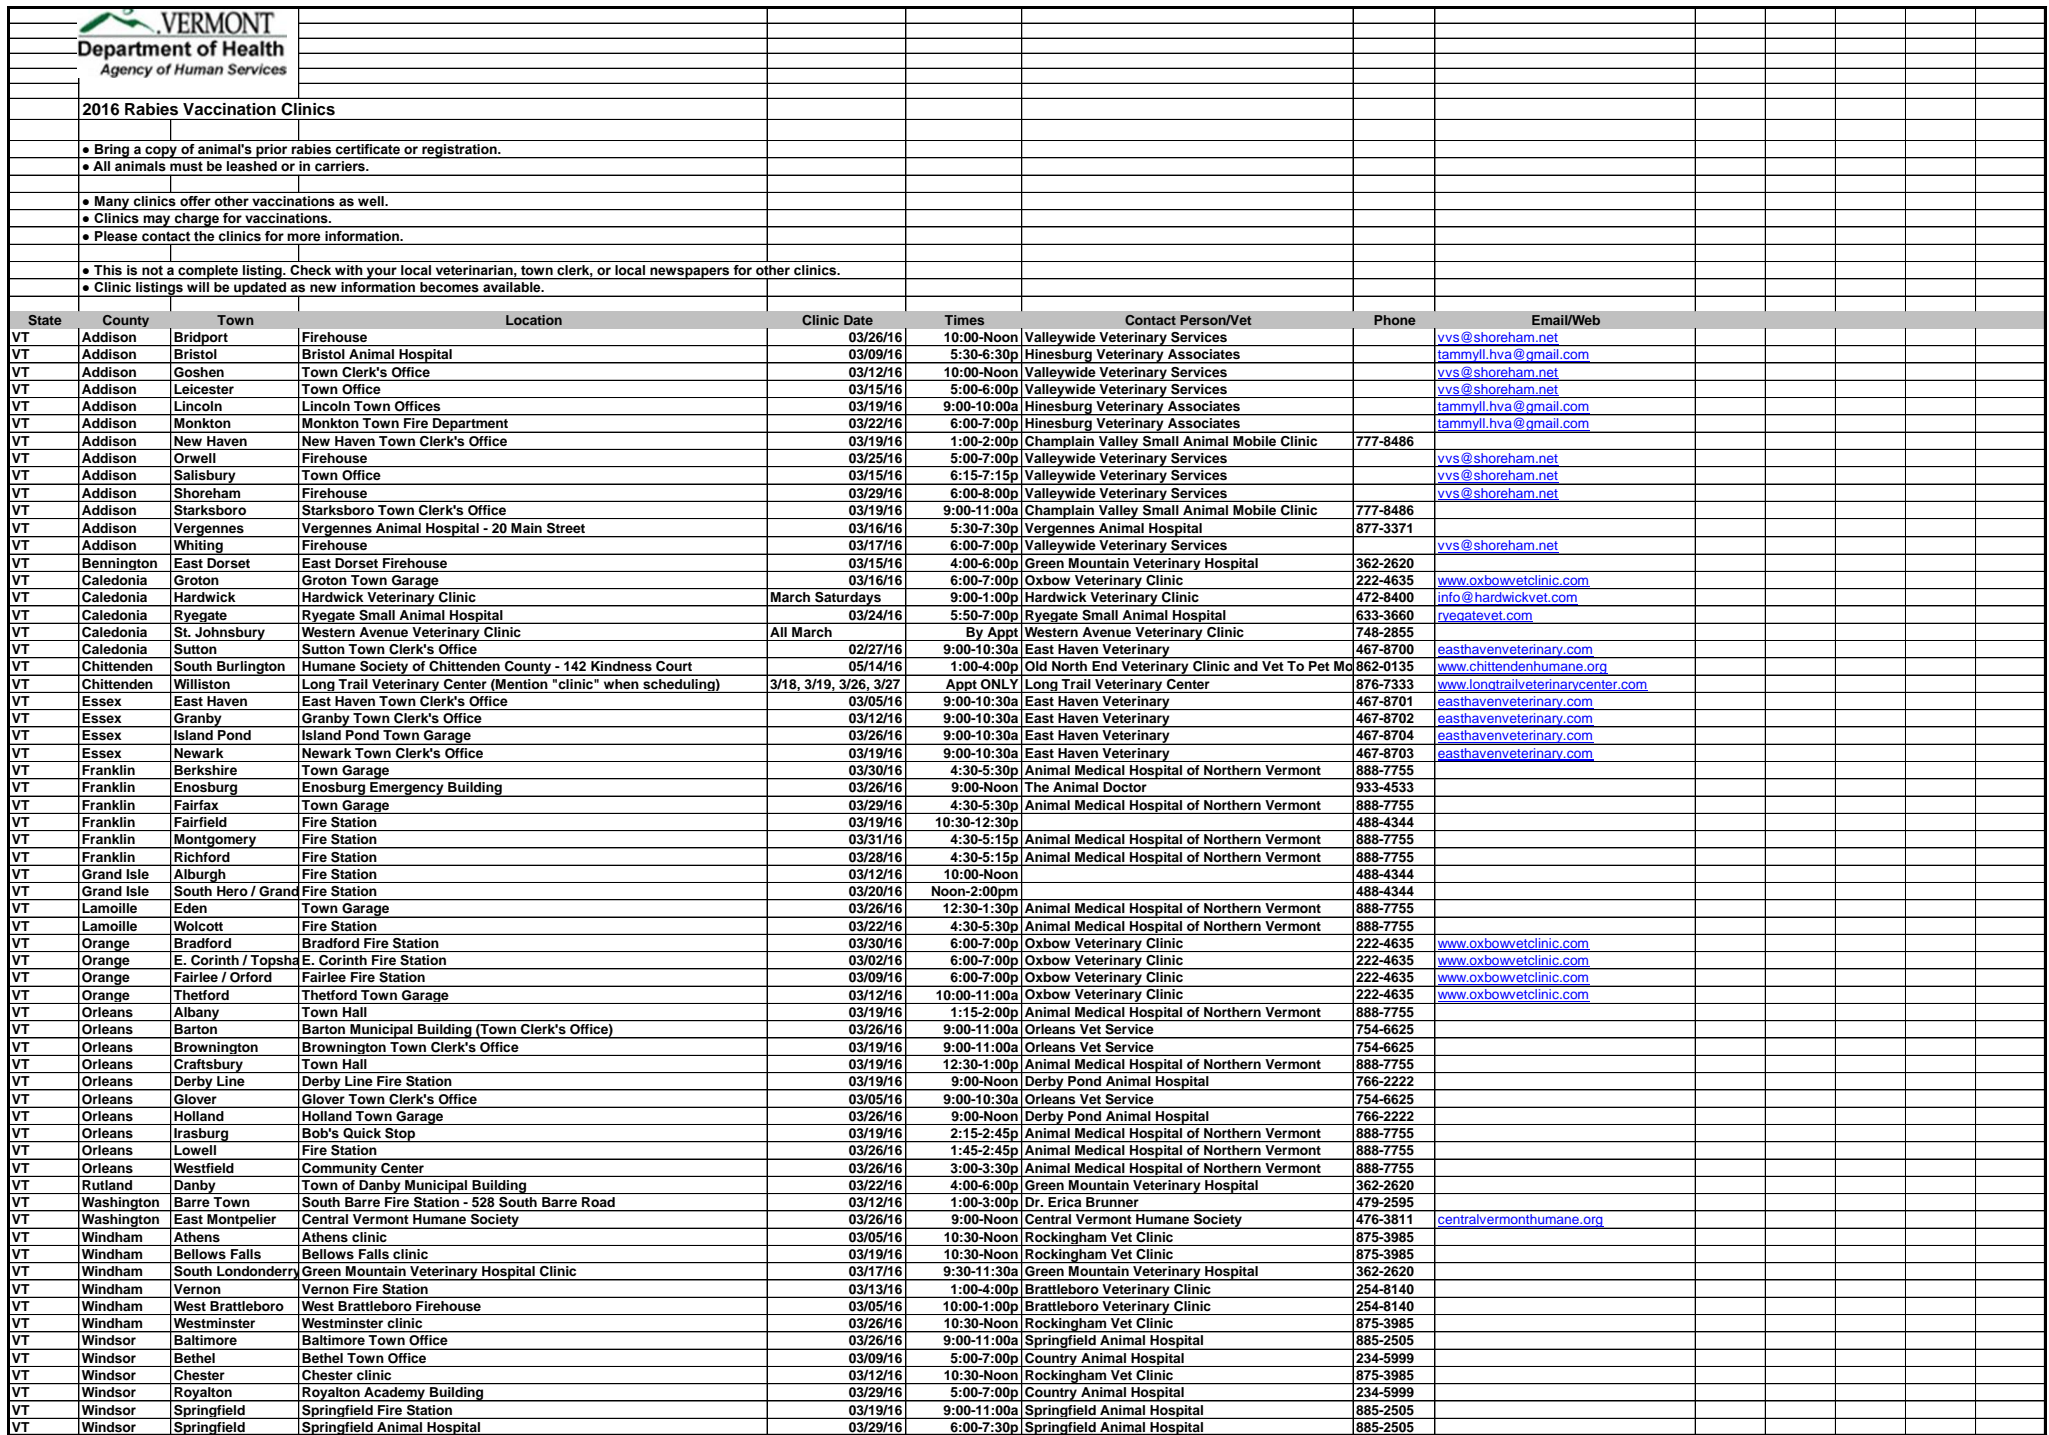 VERMONT
Department of Health
Agency of Human Services
2016 Rabies Vaccination Clinics
● Bring a copy of animal's prior rabies certificate or registration.
● All animals must be leashed or in carriers.
● Many clinics offer other vaccinations as well.
● Clinics may charge for vaccinations.
● Please contact the clinics for more information.
● This is not a complete listing. Check with your local veterinarian, town clerk, or local newspapers for other clinics.
● Clinic listings will be updated as new information becomes available.
State County Town Location Clinic Date Times Contact Person/Vet Phone Email/Web
VT Addison Bridport Firehouse 03/26/16 10:00-Noon Valleywide Veterinary Services vvs@shoreham.net
VT Addison Bristol Bristol Animal Hospital 03/09/16 5:30-6:30p Hinesburg Veterinary Associates tammyll.hva@gmail.com
VT Addison Goshen Town Clerk's Office 03/12/16 10:00-Noon Valleywide Veterinary Services vvs@shoreham.net
VT Addison Leicester Town Office 03/15/16 5:00-6:00p Valleywide Veterinary Services vvs@shoreham.net
VT Addison Lincoln Lincoln Town Offices 03/19/16 9:00-10:00a Hinesburg Veterinary Associates tammyll.hva@gmail.com
VT Addison Monkton Monkton Town Fire Department 03/22/16 6:00-7:00p Hinesburg Veterinary Associates tammyll.hva@gmail.com
VT Addison New Haven New Haven Town Clerk's Office 03/19/16 1:00-2:00p Champlain Valley Small Animal Mobile Clinic 777-8486
VT Addison Orwell Firehouse 03/25/16 5:00-7:00p Valleywide Veterinary Services vvs@shoreham.net
VT Addison Salisbury Town Office 03/15/16 6:15-7:15p Valleywide Veterinary Services vvs@shoreham.net
VT Addison Shoreham Firehouse 03/29/16 6:00-8:00p Valleywide Veterinary Services vvs@shoreham.net
VT Addison Starksboro Starksboro Town Clerk's Office 03/19/16 9:00-11:00a Champlain Valley Small Animal Mobile Clinic 777-8486
VT Addison Vergennes Vergennes Animal Hospital - 20 Main Street 03/16/16 5:30-7:30p Vergennes Animal Hospital 877-3371
VT Addison Whiting Firehouse 03/17/16 6:00-7:00p Valleywide Veterinary Services vvs@shoreham.net
VT Bennington East Dorset East Dorset Firehouse 03/15/16 4:00-6:00p Green Mountain Veterinary Hospital 362-2620
VT Caledonia Groton Groton Town Garage 03/16/16 6:00-7:00p Oxbow Veterinary Clinic 222-4635 www.oxbowvetclinic.com
VT Caledonia Hardwick Hardwick Veterinary Clinic March Saturdays 9:00-1:00p Hardwick Veterinary Clinic 472-8400 info@hardwickvet.com
VT Caledonia Ryegate Ryegate Small Animal Hospital 03/24/16 5:50-7:00p Ryegate Small Animal Hospital 633-3660 ryegatevet.com
VT Caledonia St. Johnsbury Western Avenue Veterinary Clinic All March By Appt Western Avenue Veterinary Clinic 748-2855
VT Caledonia Sutton Sutton Town Clerk's Office 02/27/16 9:00-10:30a East Haven Veterinary 467-8700 easthavenveterinary.com
VT Chittenden South Burlington Humane Society of Chittenden County - 142 Kindness Court 05/14/16 1:00-4:00p Old North End Veterinary Clinic and Vet To Pet Mo 862-0135 www.chittendenhumane.org
VT Chittenden Williston Long Trail Veterinary Center (Mention "clinic" when scheduling) 3/18, 3/19, 3/26, 3/27 Appt ONLY Long Trail Veterinary Center 876-7333 www.longtrailveterinarycenter.com
VT Essex East Haven East Haven Town Clerk's Office 03/05/16 9:00-10:30a East Haven Veterinary 467-8701 easthavenveterinary.com
VT Essex Granby Granby Town Clerk's Office 03/12/16 9:00-10:30a East Haven Veterinary 467-8702 easthavenveterinary.com
VT Essex Island Pond Island Pond Town Garage 03/26/16 9:00-10:30a East Haven Veterinary 467-8704 easthavenveterinary.com
VT Essex Newark Newark Town Clerk's Office 03/19/16 9:00-10:30a East Haven Veterinary 467-8703 easthavenveterinary.com
VT Franklin Berkshire Town Garage 03/30/16 4:30-5:30p Animal Medical Hospital of Northern Vermont 888-7755
VT Franklin Enosburg Enosburg Emergency Building 03/26/16 9:00-Noon The Animal Doctor 933-4533
VT Franklin Fairfax Town Garage 03/29/16 4:30-5:30p Animal Medical Hospital of Northern Vermont 888-7755
VT Franklin Fairfield Fire Station 03/19/16 10:30-12:30p 488-4344
VT Franklin Montgomery Fire Station 03/31/16 4:30-5:15p Animal Medical Hospital of Northern Vermont 888-7755
VT Franklin Richford Fire Station 03/28/16 4:30-5:15p Animal Medical Hospital of Northern Vermont 888-7755
VT Grand Isle Alburgh Fire Station 03/12/16 10:00-Noon 488-4344
VT Grand Isle South Hero / Grand Fire Station 03/20/16 Noon-2:00pm 488-4344
VT Lamoille Eden Town Garage 03/26/16 12:30-1:30p Animal Medical Hospital of Northern Vermont 888-7755
VT Lamoille Wolcott Fire Station 03/22/16 4:30-5:30p Animal Medical Hospital of Northern Vermont 888-7755
VT Orange Bradford Bradford Fire Station 03/30/16 6:00-7:00p Oxbow Veterinary Clinic 222-4635 www.oxbowvetclinic.com
VT Orange E. Corinth / Topsha E. Corinth Fire Station 03/02/16 6:00-7:00p Oxbow Veterinary Clinic 222-4635 www.oxbowvetclinic.com
VT Orange Fairlee / Orford Fairlee Fire Station 03/09/16 6:00-7:00p Oxbow Veterinary Clinic 222-4635 www.oxbowvetclinic.com
VT Orange Thetford Thetford Town Garage 03/12/16 10:00-11:00a Oxbow Veterinary Clinic 222-4635 www.oxbowvetclinic.com
VT Orleans Albany Town Hall 03/19/16 1:15-2:00p Animal Medical Hospital of Northern Vermont 888-7755
VT Orleans Barton Barton Municipal Building (Town Clerk's Office) 03/26/16 9:00-11:00a Orleans Vet Service 754-6625
VT Orleans Brownington Brownington Town Clerk's Office 03/19/16 9:00-11:00a Orleans Vet Service 754-6625
VT Orleans Craftsbury Town Hall 03/19/16 12:30-1:00p Animal Medical Hospital of Northern Vermont 888-7755
VT Orleans Derby Line Derby Line Fire Station 03/19/16 9:00-Noon Derby Pond Animal Hospital 766-2222
VT Orleans Glover Glover Town Clerk's Office 03/05/16 9:00-10:30a Orleans Vet Service 754-6625
VT Orleans Holland Holland Town Garage 03/26/16 9:00-Noon Derby Pond Animal Hospital 766-2222
VT Orleans Irasburg Bob's Quick Stop 03/19/16 2:15-2:45p Animal Medical Hospital of Northern Vermont 888-7755
VT Orleans Lowell Fire Station 03/26/16 1:45-2:45p Animal Medical Hospital of Northern Vermont 888-7755
VT Orleans Westfield Community Center 03/26/16 3:00-3:30p Animal Medical Hospital of Northern Vermont 888-7755
VT Rutland Danby Town of Danby Municipal Building 03/22/16 4:00-6:00p Green Mountain Veterinary Hospital 362-2620
VT Washington Barre Town South Barre Fire Station - 528 South Barre Road 03/12/16 1:00-3:00p Dr. Erica Brunner 479-2595
VT Washington East Montpelier Central Vermont Humane Society 03/26/16 9:00-Noon Central Vermont Humane Society 476-3811 centralvermonthumane.org
VT Windham Athens Athens clinic 03/05/16 10:30-Noon Rockingham Vet Clinic 875-3985
VT Windham Bellows Falls Bellows Falls clinic 03/19/16 10:30-Noon Rockingham Vet Clinic 875-3985
VT Windham South Londonderry Green Mountain Veterinary Hospital Clinic 03/17/16 9:30-11:30a Green Mountain Veterinary Hospital 362-2620
VT Windham Vernon Vernon Fire Station 03/13/16 1:00-4:00p Brattleboro Veterinary Clinic 254-8140
VT Windham West Brattleboro West Brattleboro Firehouse 03/05/16 10:00-1:00p Brattleboro Veterinary Clinic 254-8140
VT Windham Westminster Westminster clinic 03/26/16 10:30-Noon Rockingham Vet Clinic 875-3985
VT Windsor Baltimore Baltimore Town Office 03/26/16 9:00-11:00a Springfield Animal Hospital 885-2505
VT Windsor Bethel Bethel Town Office 03/09/16 5:00-7:00p Country Animal Hospital 234-5999
VT Windsor Chester Chester clinic 03/12/16 10:30-Noon Rockingham Vet Clinic 875-3985
VT Windsor Royalton Royalton Academy Building 03/29/16 5:00-7:00p Country Animal Hospital 234-5999
VT Windsor Springfield Springfield Fire Station 03/19/16 9:00-11:00a Springfield Animal Hospital 885-2505
VT Windsor Springfield Springfield Animal Hospital 03/29/16 6:00-7:30p Springfield Animal Hospital 885-2505